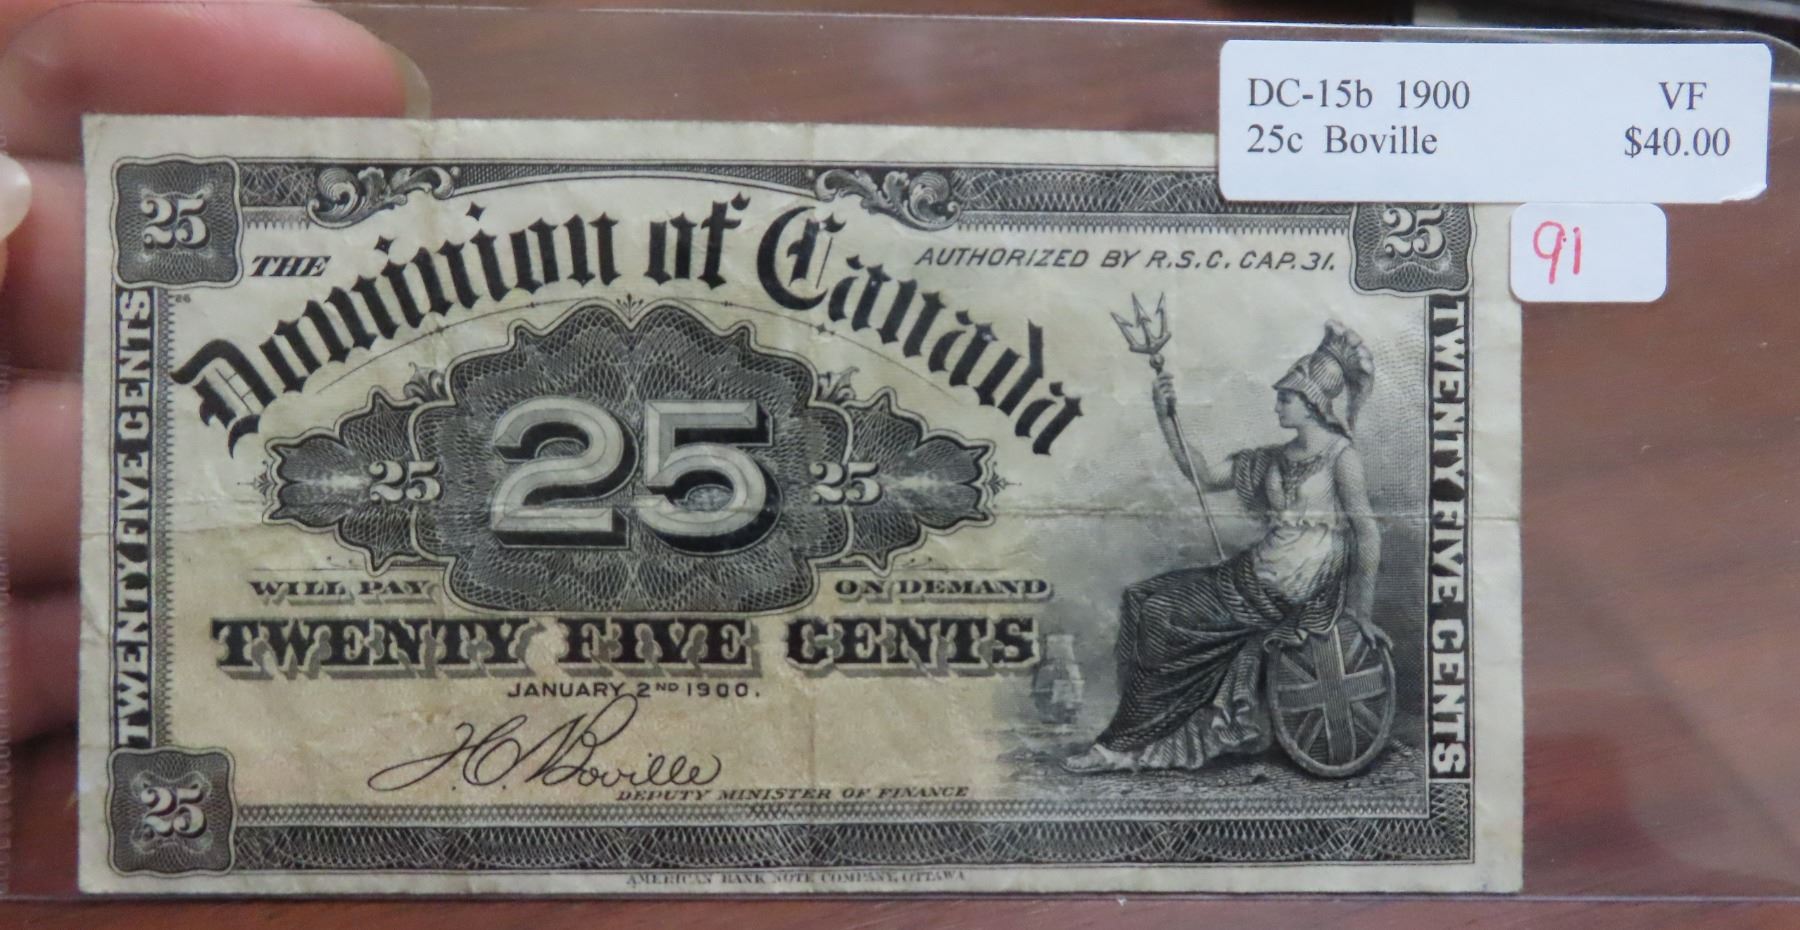 DC-15b 1900 VF
25c Boville $40.00
91
25 25
THE Dominion of Canada
AUTHORIZED BY R.S.C. CAP. 31.
26
TWENTY FIVE CENTS
TWENTY FIVE CENTS
25 25 25
WILL PAY ON DEMAND
TWENTY FIVE CENTS
JANUARY 2ND 1900.
T.C. Boville
DEPUTY MINISTER OF FINANCE
25
AMERICAN BANK NOTE COMPANY, OTTAWA